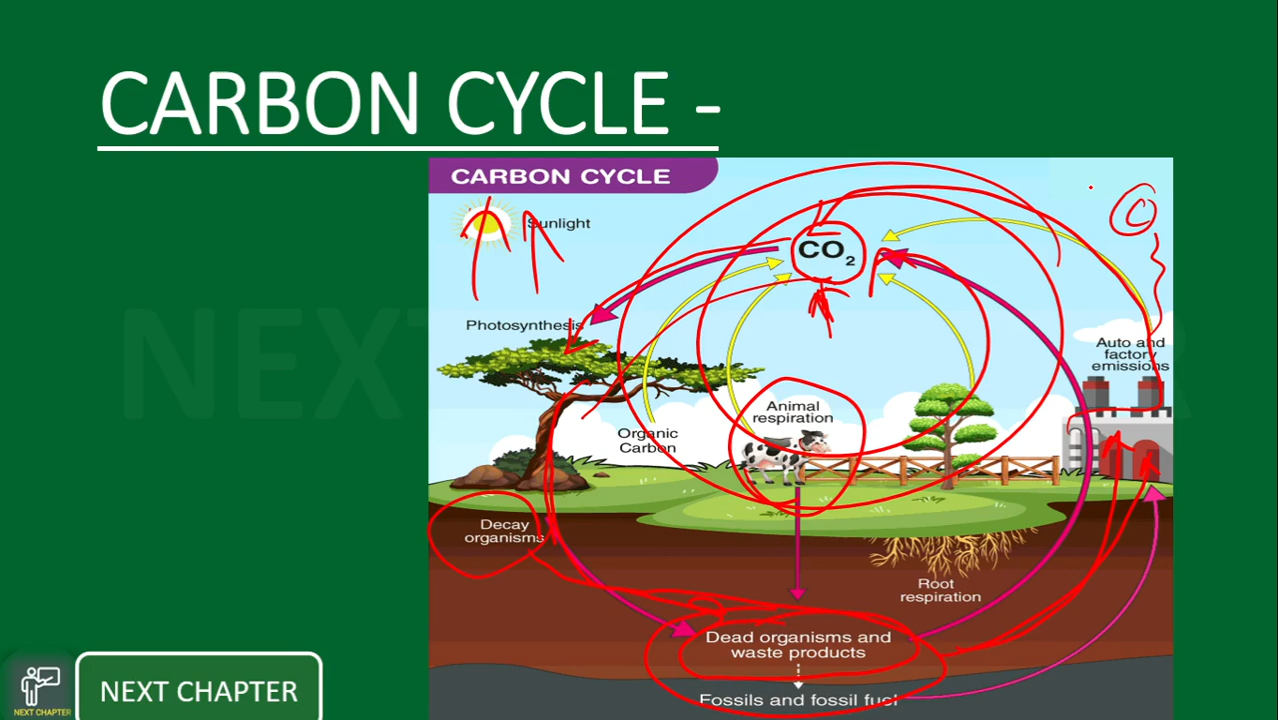 CARBON CYCLE -
CARBON CYCLE
Sunlight
CO₂
Photosynthesis
Auto and
factory
emissions
Animal
respiration
Organic
Carbon
Decay
organisms
Root
respiration
Dead organisms and
waste products
Fossils and fossil fuel
C
NEXT CHAPTER
NEXT CHAPTER